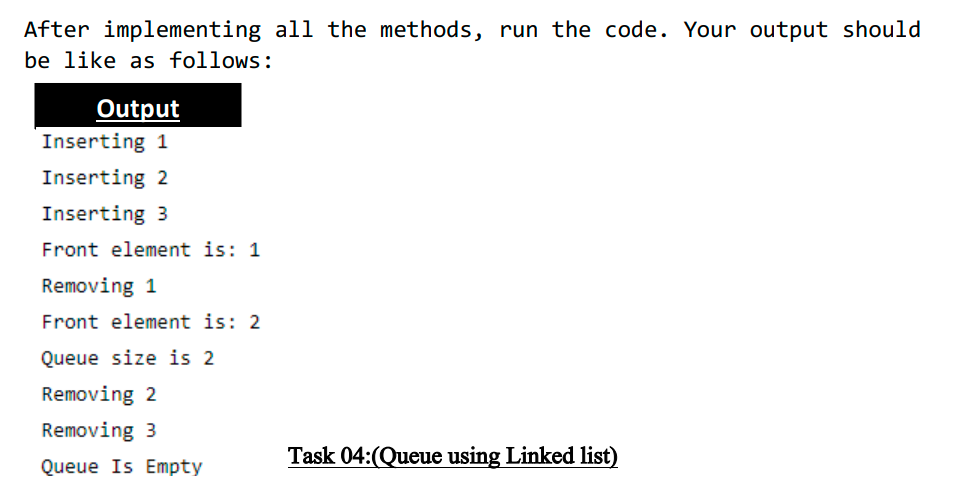 After implementing all the methods, run the code. Your output should
be like as follows:
Output
Inserting 1
Inserting 2
Inserting 3
Front element is: 1
Removing 1
Front element is: 2
Queue size is 2
Removing 2
Removing 3
Queue Is Empty
Task 04:(Queue using Linked list)